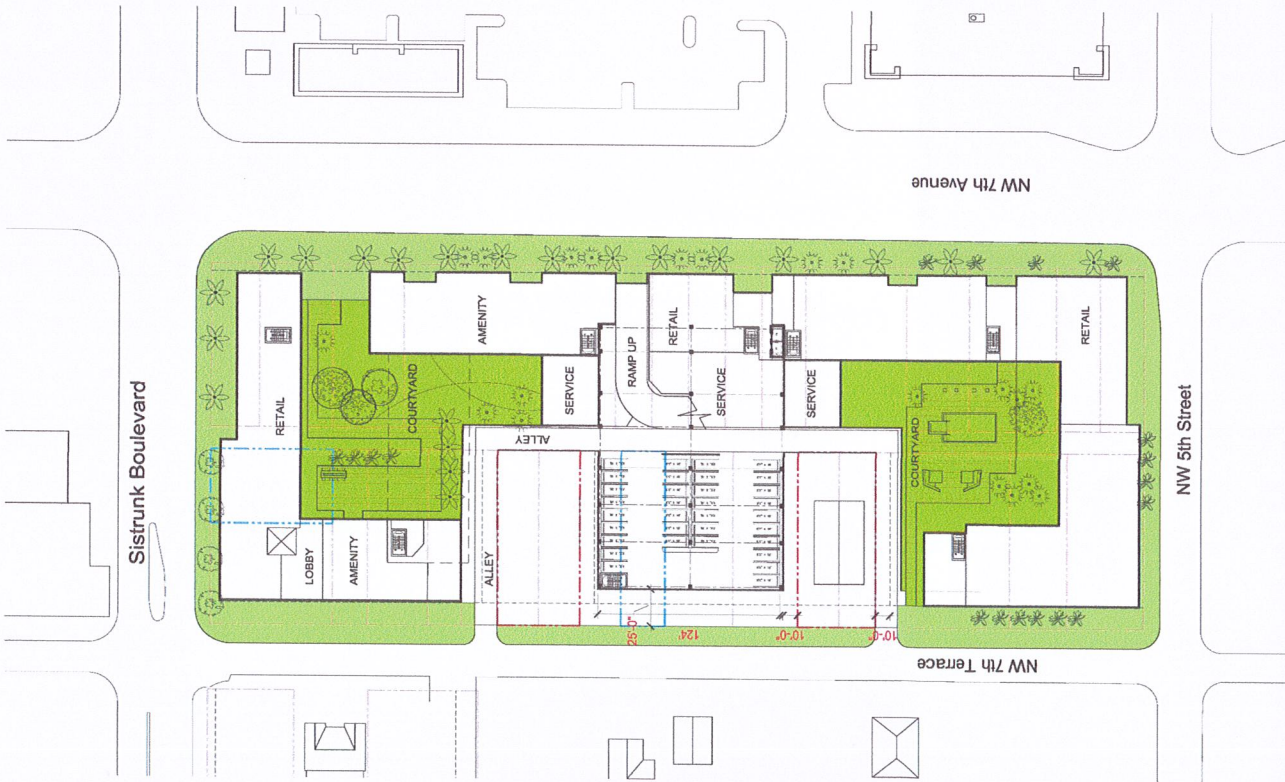 NW 7th Avenue
Sistrunk Boulevard
NW 5th Street
NW 7th Terrace
RETAIL
COURTYARD
AMENITY
SERVICE
RAMP UP
RETAIL
SERVICE
SERVICE
COURTYARD
RETAIL
ALLEY
ALLEY
LOBBY
AMENITY
25'-0"
124'
10'-0"
10'-0"